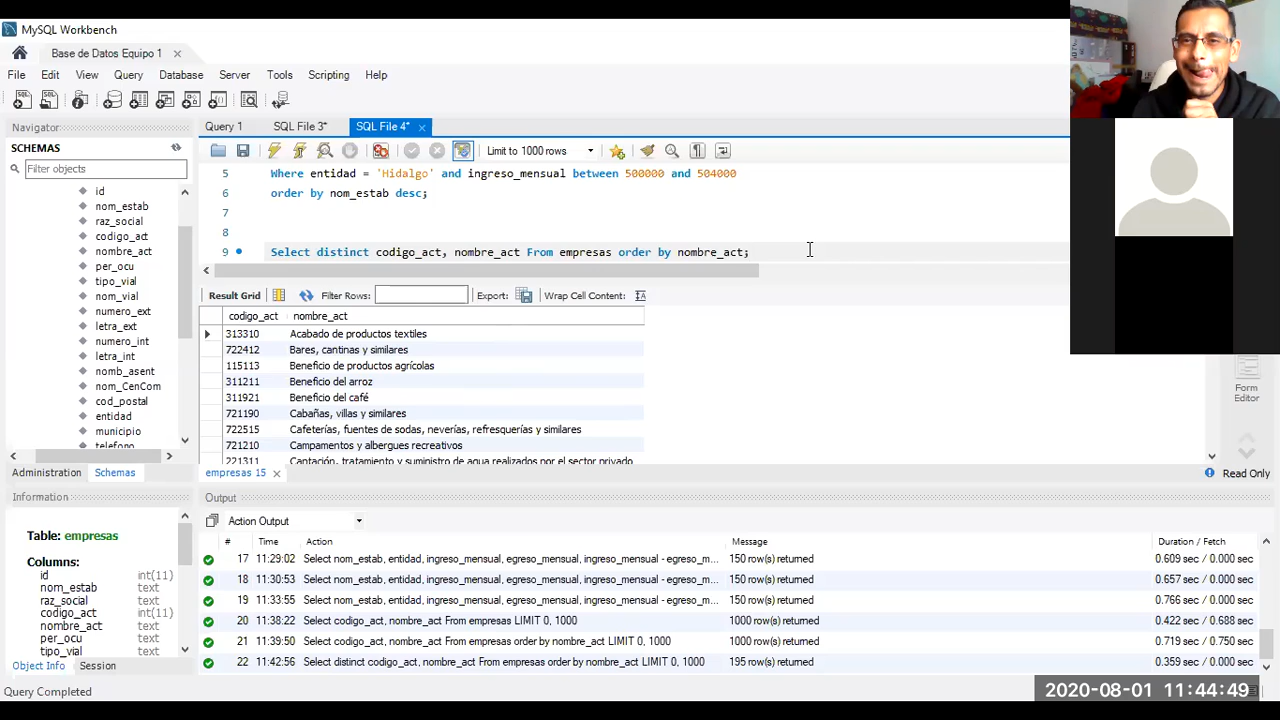 MySQL Workbench
Base de Datos Equipo 1
File Edit View Query Database Server Tools Scripting Help
Navigator
SCHEMAS
Filter objects
id
nom_estab
raz_social
codigo_act
nombre_act
per_ocu
tipo_vial
nom_vial
numero_ext
letra_ext
numero_int
letra_int
nomb_asent
nom_CenCom
cod_postal
entidad
municipio
telefono
Administration Schemas
Information
Table: empresas
Columns:
id int(11)
nom_estab text
raz_social text
codigo_act int(11)
nombre_act text
per_ocu text
tipo_vial text
Object Info Session
Query Completed
Query 1 SQL File 3* SQL File 4*
Limit to 1000 rows
5 Where entidad = 'Hidalgo' and ingreso_mensual between 500000 and 504000
6 order by nom_estab desc;
7
8
9 Select distinct codigo_act, nombre_act From empresas order by nombre_act;
Result Grid Filter Rows: Export: Wrap Cell Content:
codigo_act nombre_act
313310 Acabado de productos textiles
722412 Bares, cantinas y similares
115113 Beneficio de productos agrícolas
311211 Beneficio del arroz
311921 Beneficio del café
721190 Cabañas, villas y similares
722515 Cafeterías, fuentes de sodas, neverías, refresquerías y similares
721210 Campamentos y albergues recreativos
221311 Captación, tratamiento y suministro de agua realizados por el sector privado
Form Editor
empresas 15
Read Only
Output
Action Output
# Time Action Message Duration / Fetch
17 11:29:02 Select nom_estab, entidad, ingreso_mensual, egreso_mensual, ingreso_mensual - egreso_m... 150 row(s) returned 0.609 sec / 0.000 sec
18 11:30:53 Select nom_estab, entidad, ingreso_mensual, egreso_mensual, ingreso_mensual - egreso_m... 150 row(s) returned 0.657 sec / 0.000 sec
19 11:33:55 Select nom_estab, entidad, ingreso_mensual, egreso_mensual, ingreso_mensual - egreso_m... 150 row(s) returned 0.766 sec / 0.000 sec
20 11:38:22 Select codigo_act, nombre_act From empresas LIMIT 0, 1000 1000 row(s) returned 0.422 sec / 0.688 sec
21 11:39:50 Select codigo_act, nombre_act From empresas order by nombre_act LIMIT 0, 1000 1000 row(s) returned 0.719 sec / 0.750 sec
22 11:42:56 Select distinct codigo_act, nombre_act From empresas order by nombre_act LIMIT 0, 1000 195 row(s) returned 0.359 sec / 0.000 sec
2020-08-01 11:44:49